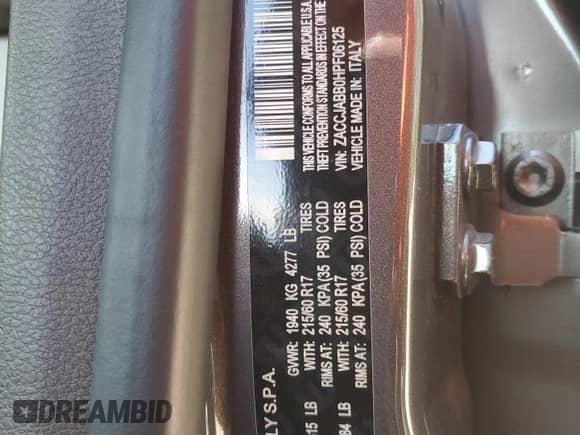 LY S.P.A.
GVWR: 1940 KG 4277 LB
WITH: 215/60 R17 TIRES
RIMS AT: 240 KPA(35 PSI) COLD
15 LB WITH: 215/60 R17 TIRES
84 LB RIMS AT: 240 KPA(35 PSI) COLD
THIS VEHICLE CONFORMS TO ALL APPLICABLE U.S.A.
THEFT PREVENTION STANDARDS IN EFFECT ON THE
VIN: ZACCJABB0HPF06125
VEHICLE MADE IN: ITALY
DREAMBID